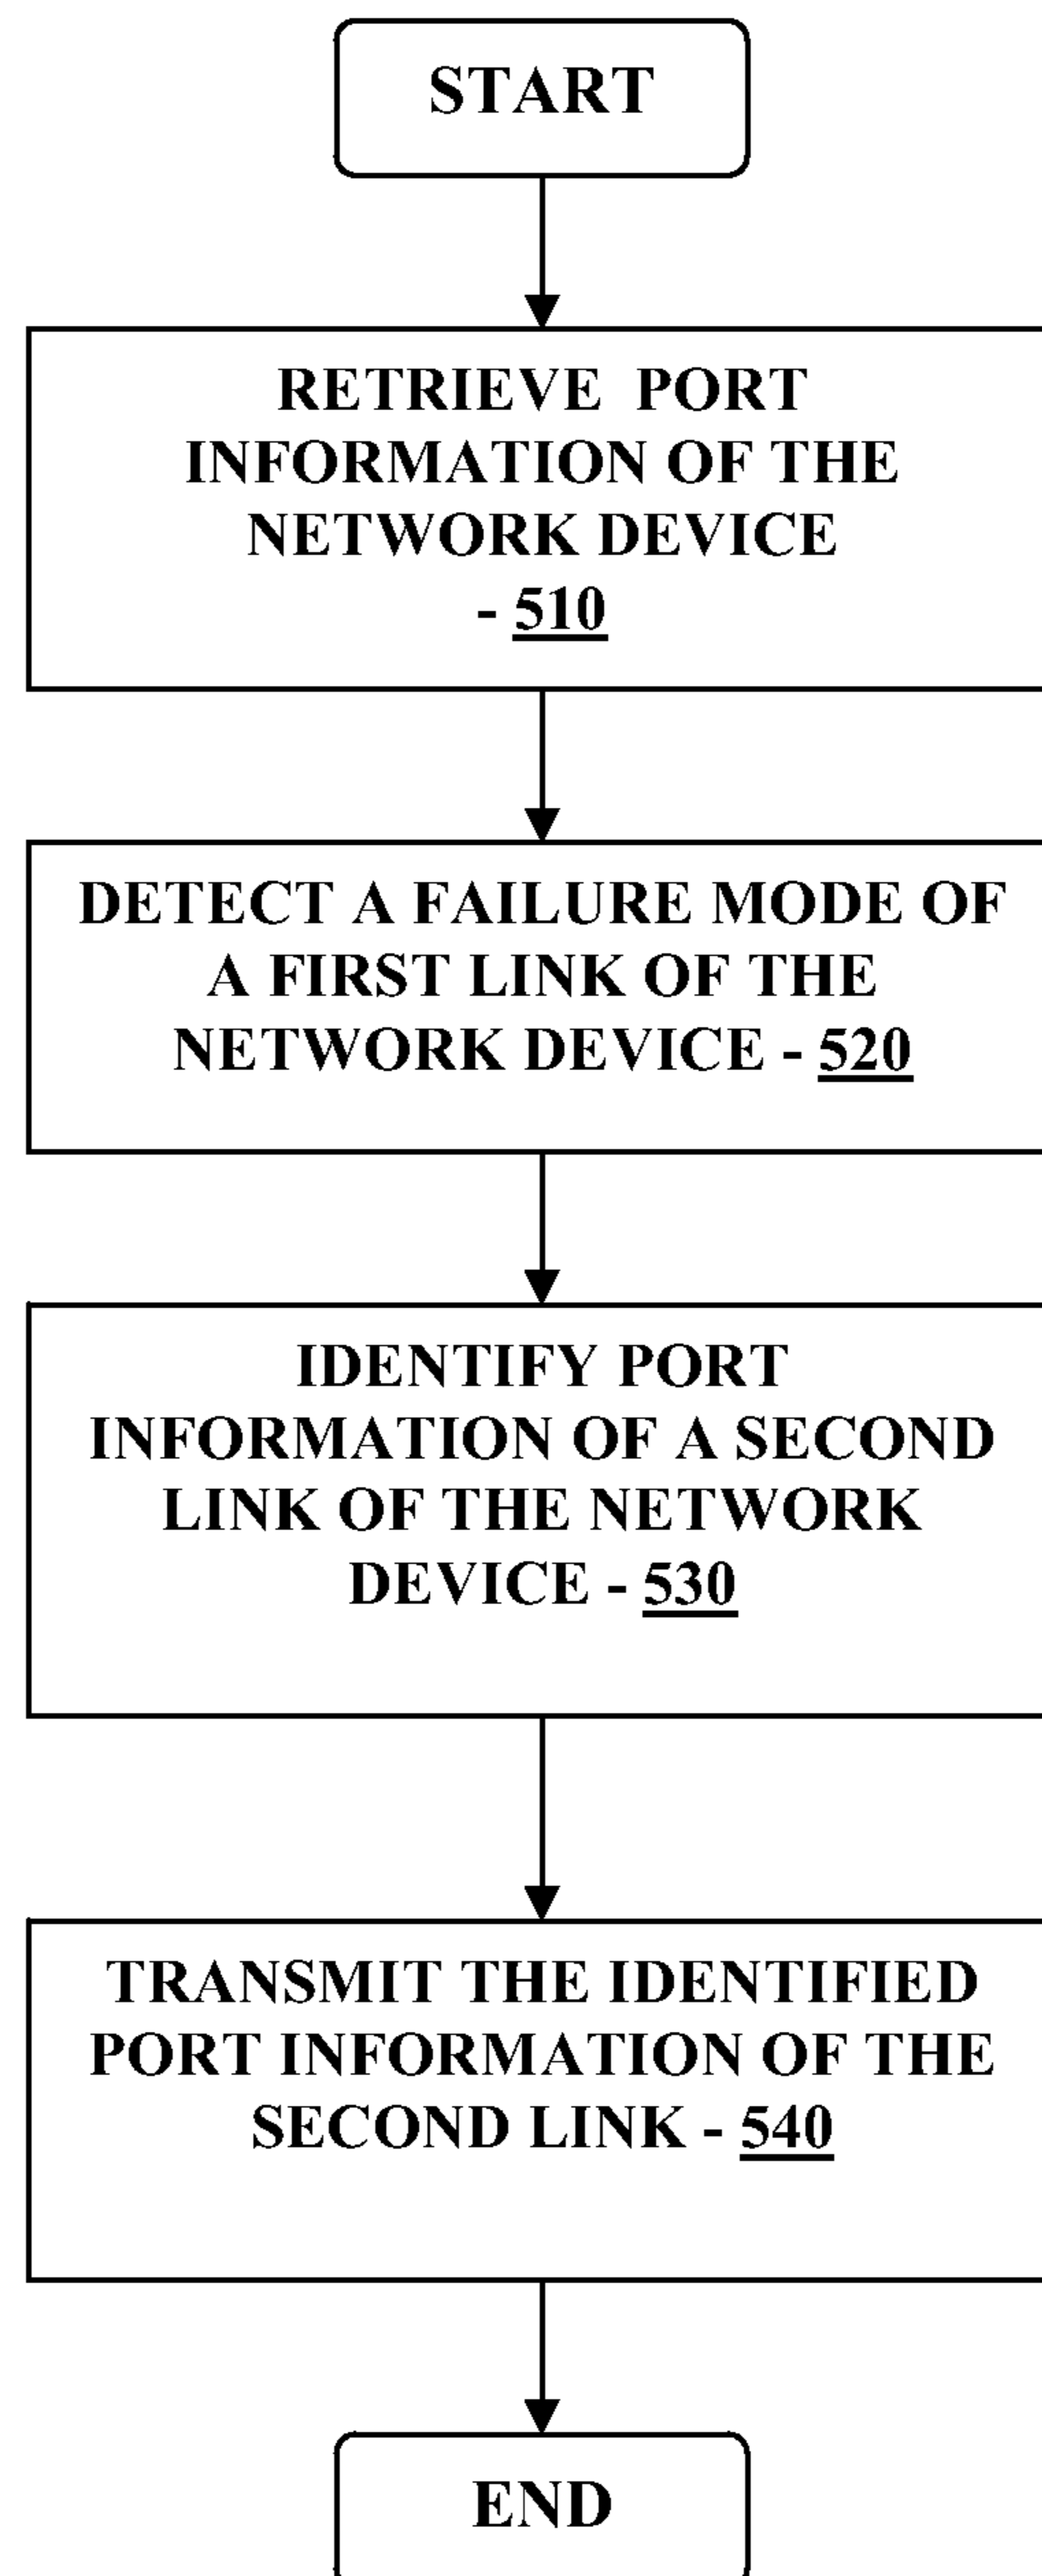 START
RETRIEVE PORT
INFORMATION OF THE
NETWORK DEVICE
- 510
DETECT A FAILURE MODE OF
A FIRST LINK OF THE
NETWORK DEVICE - 520
IDENTIFY PORT
INFORMATION OF A SECOND
LINK OF THE NETWORK
DEVICE - 530
TRANSMIT THE IDENTIFIED
PORT INFORMATION OF THE
SECOND LINK - 540
END